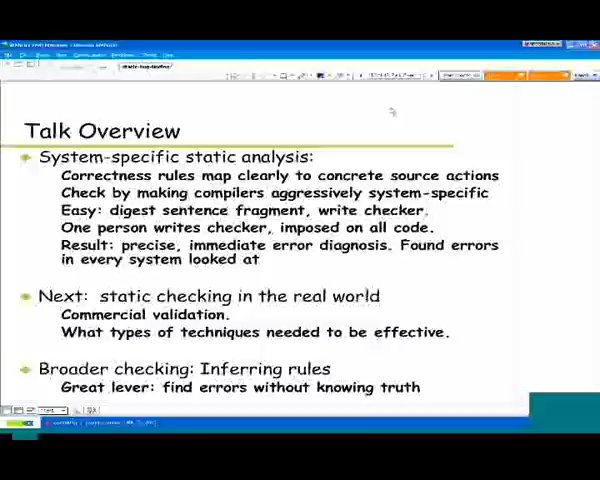 Talk Overview
System-specific static analysis:
Correctness rules map clearly to concrete source actions
Check by making compilers aggressively system-specific
Easy: digest sentence fragment, write checker.
One person writes checker, imposed on all code.
Result: precise, immediate error diagnosis. Found errors
in every system looked at
Next: static checking in the real world
Commercial validation.
What types of techniques needed to be effective.
Broader checking: Inferring rules
Great lever: find errors without knowing truth